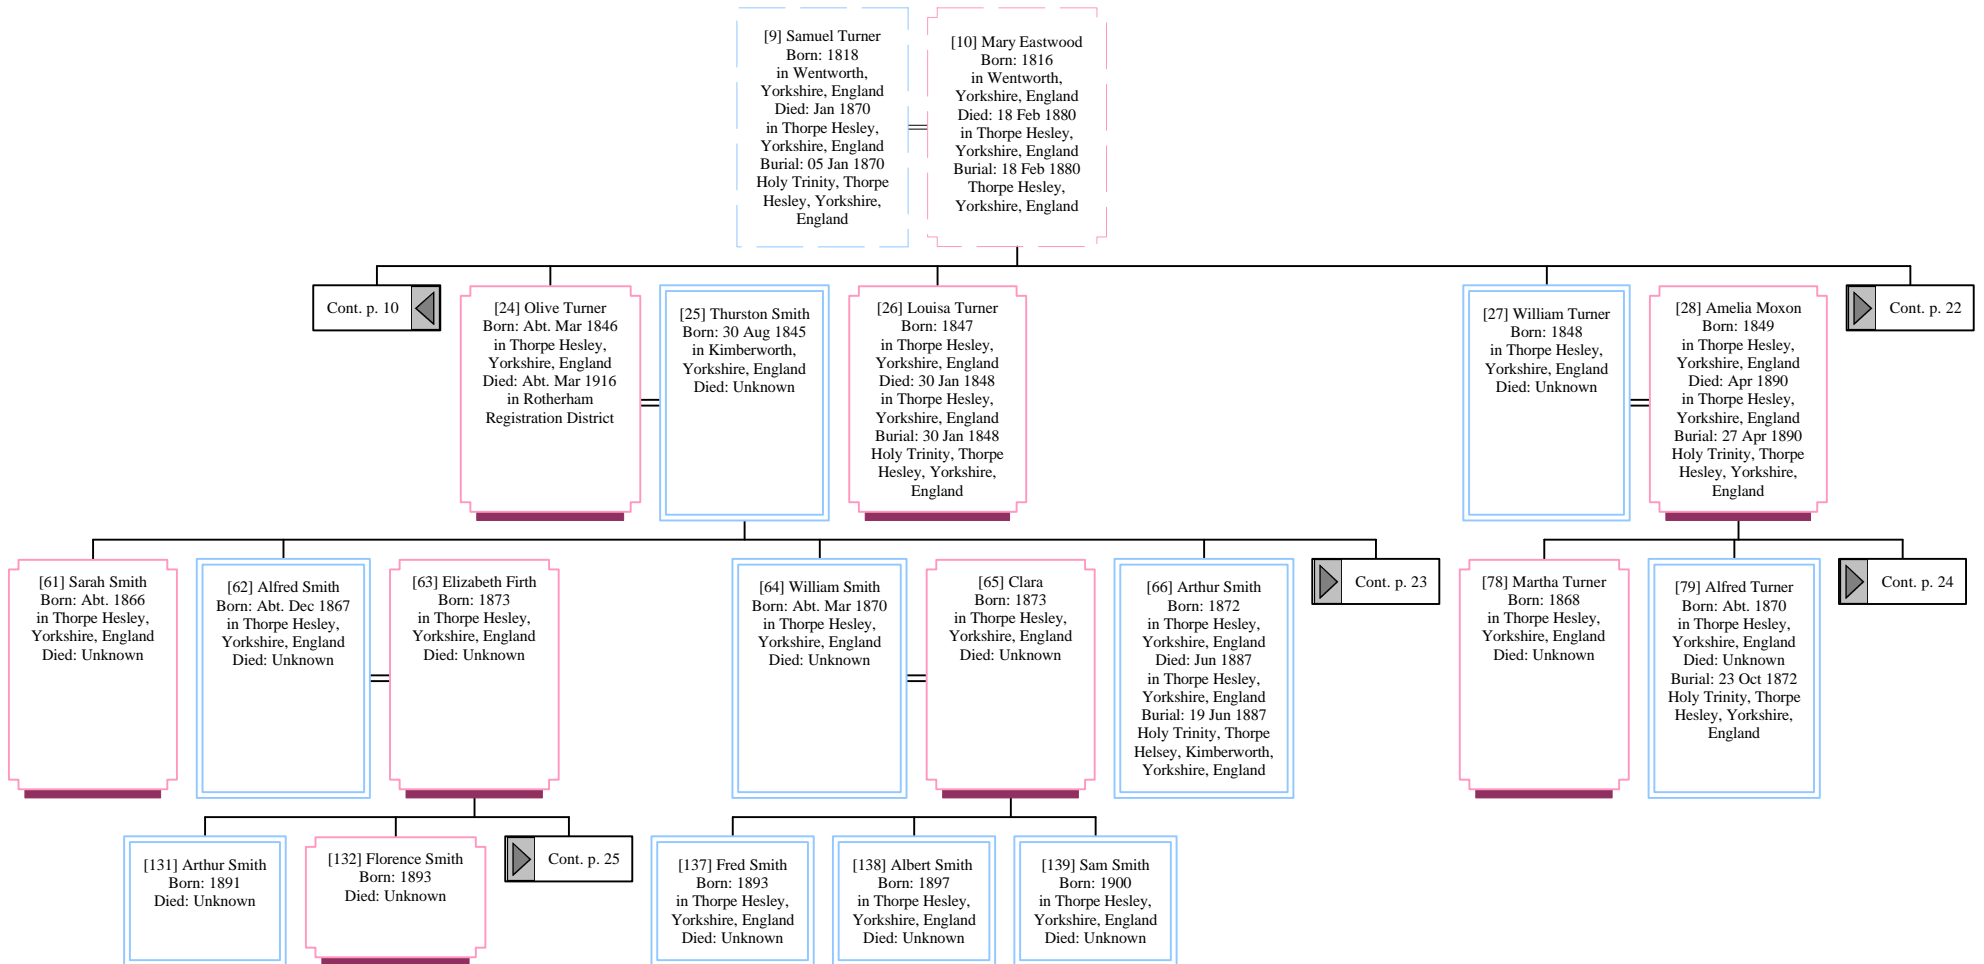 [9] Samuel Turner
Born: 1818
in Wentworth,
Yorkshire, England
Died: Jan 1870
in Thorpe Hesley,
Yorkshire, England
Burial: 05 Jan 1870
Holy Trinity, Thorpe
Hesley, Yorkshire,
England
[10] Mary Eastwood
Born: 1816
in Wentworth,
Yorkshire, England
Died: 18 Feb 1880
in Thorpe Hesley,
Yorkshire, England
Burial: 18 Feb 1880
Thorpe Hesley,
Yorkshire, England
Cont. p. 10
[24] Olive Turner
Born: Abt. Mar 1846
in Thorpe Hesley,
Yorkshire, England
Died: Abt. Mar 1916
in Rotherham
Registration District
[25] Thurston Smith
Born: 30 Aug 1845
in Kimberworth,
Yorkshire, England
Died: Unknown
[26] Louisa Turner
Born: 1847
in Thorpe Hesley,
Yorkshire, England
Died: 30 Jan 1848
in Thorpe Hesley,
Yorkshire, England
Burial: 30 Jan 1848
Holy Trinity, Thorpe
Hesley, Yorkshire,
England
[27] William Turner
Born: 1848
in Thorpe Hesley,
Yorkshire, England
Died: Unknown
[28] Amelia Moxon
Born: 1849
in Thorpe Hesley,
Yorkshire, England
Died: Apr 1890
in Thorpe Hesley,
Yorkshire, England
Burial: 27 Apr 1890
Holy Trinity, Thorpe
Hesley, Yorkshire,
England
Cont. p. 22
[61] Sarah Smith
Born: Abt. 1866
in Thorpe Hesley,
Yorkshire, England
Died: Unknown
[62] Alfred Smith
Born: Abt. Dec 1867
in Thorpe Hesley,
Yorkshire, England
Died: Unknown
[63] Elizabeth Firth
Born: 1873
in Thorpe Hesley,
Yorkshire, England
Died: Unknown
[64] William Smith
Born: Abt. Mar 1870
in Thorpe Hesley,
Yorkshire, England
Died: Unknown
[65] Clara
Born: 1873
in Thorpe Hesley,
Yorkshire, England
Died: Unknown
[66] Arthur Smith
Born: 1872
in Thorpe Hesley,
Yorkshire, England
Died: Jun 1887
in Thorpe Hesley,
Yorkshire, England
Burial: 19 Jun 1887
Holy Trinity, Thorpe
Helsey, Kimberworth,
Yorkshire, England
Cont. p. 23
[78] Martha Turner
Born: 1868
in Thorpe Hesley,
Yorkshire, England
Died: Unknown
[79] Alfred Turner
Born: Abt. 1870
in Thorpe Hesley,
Yorkshire, England
Died: Unknown
Burial: 23 Oct 1872
Holy Trinity, Thorpe
Hesley, Yorkshire,
England
Cont. p. 24
[131] Arthur Smith
Born: 1891
Died: Unknown
[132] Florence Smith
Born: 1893
Died: Unknown
Cont. p. 25
[137] Fred Smith
Born: 1893
in Thorpe Hesley,
Yorkshire, England
Died: Unknown
[138] Albert Smith
Born: 1897
in Thorpe Hesley,
Yorkshire, England
Died: Unknown
[139] Sam Smith
Born: 1900
in Thorpe Hesley,
Yorkshire, England
Died: Unknown